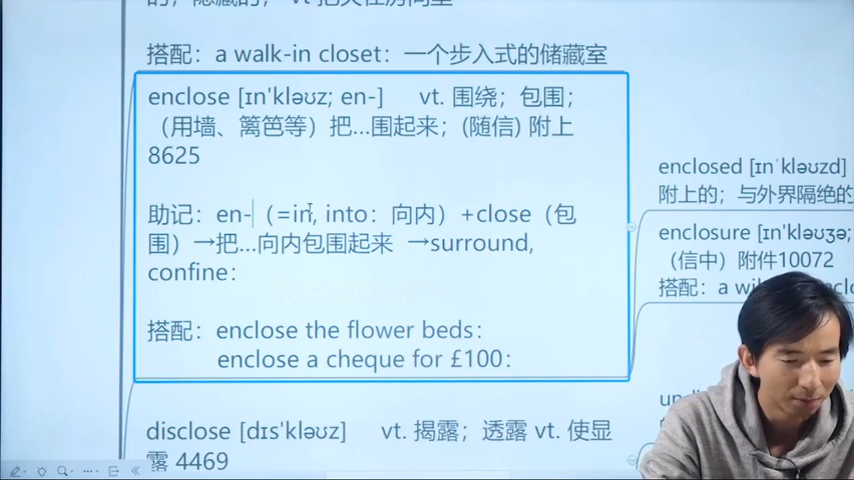 搭配：a walk-in closet：一个步入式的储藏室
enclose [ɪn'kləʊz; en-] vt. 围绕；包围；
（用墙、篱笆等）把…围起来；(随信) 附上
8625
助记：en-（=in, into：向内）+close（包
围）→把…向内包围起来 →surround,
confine：
搭配：enclose the flower beds：
enclose a cheque for £100：
disclose [dɪs'kləʊz] vt. 揭露；透露 vt. 使显
露 4469
enclosed [ɪnˈkləʊzd]
附上的；与外界隔绝的
enclosure [ɪnˈkləʊʒə;
（信中）附件10072
搭配：a